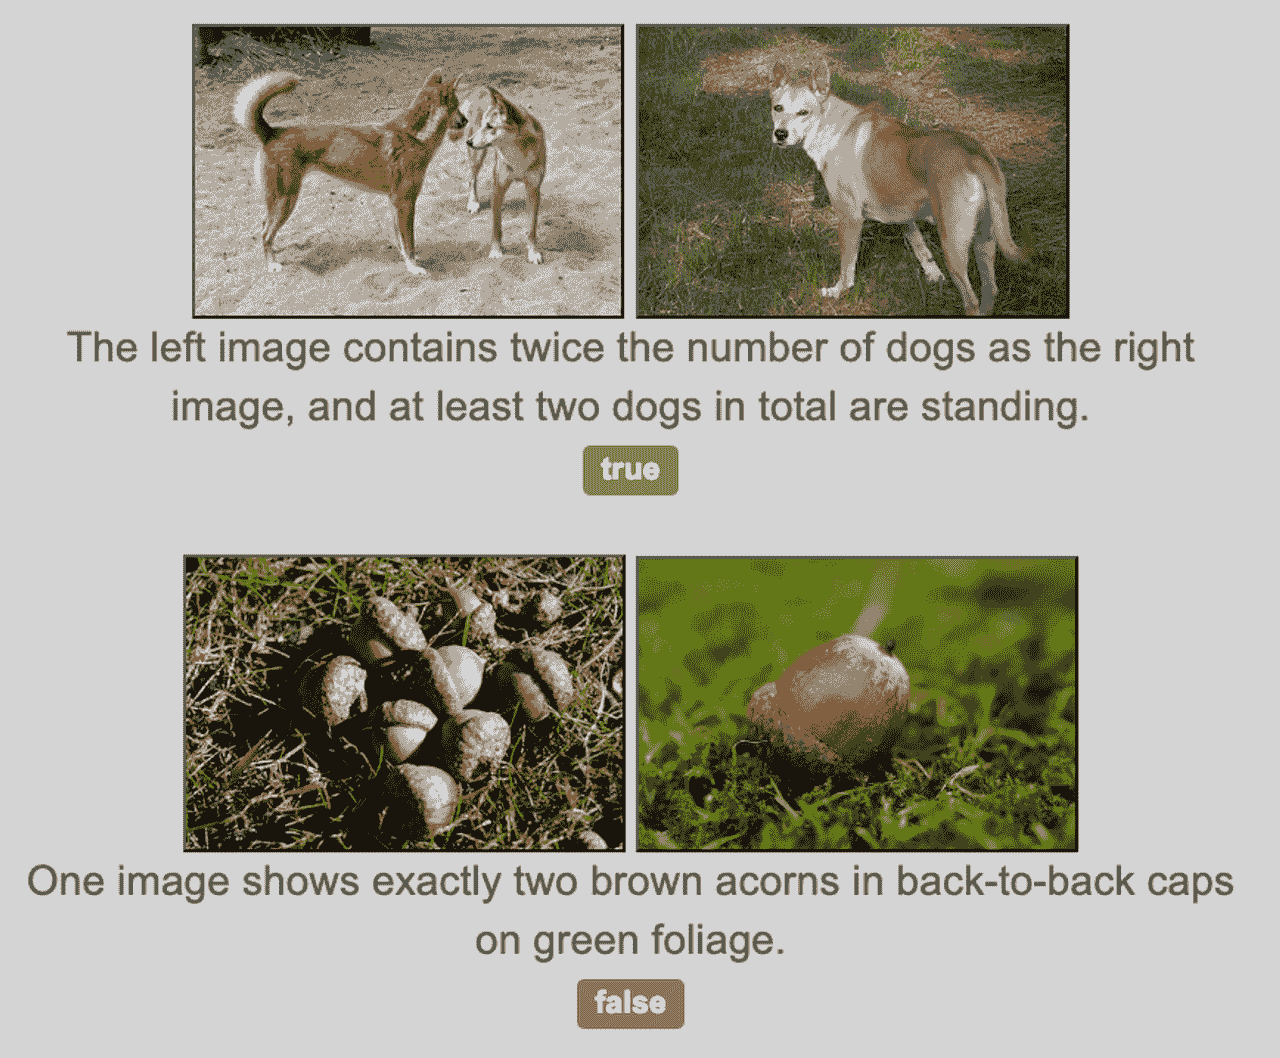 The left image contains twice the number of dogs as the right
image, and at least two dogs in total are standing.
true
One image shows exactly two brown acorns in back-to-back caps
on green foliage.
false